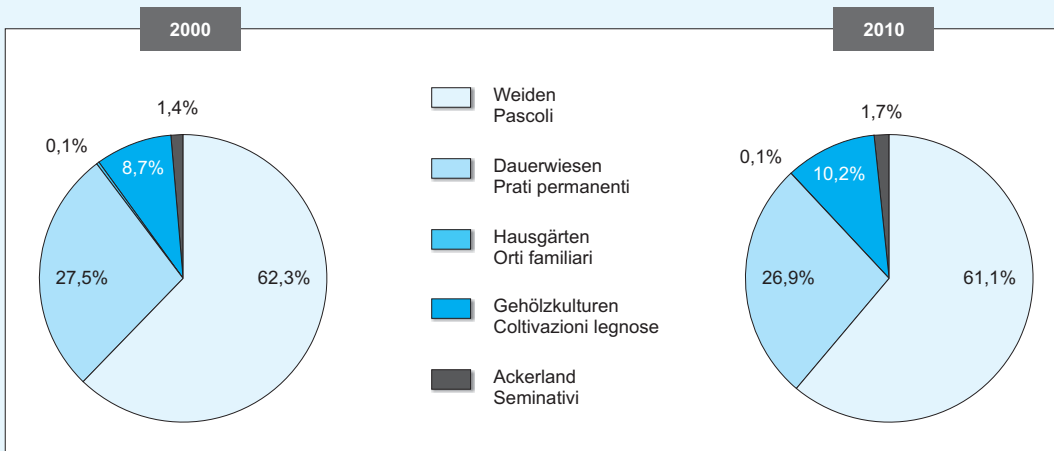 2000
2010
1,4%
0,1%
8,7%
27,5%
62,3%
Weiden
Pascoli
Dauerwiesen
Prati permanenti
Hausgärten
Orti familiari
Gehölzkulturen
Coltivazioni legnose
Ackerland
Seminativi
1,7%
0,1%
10,2%
26,9%
61,1%